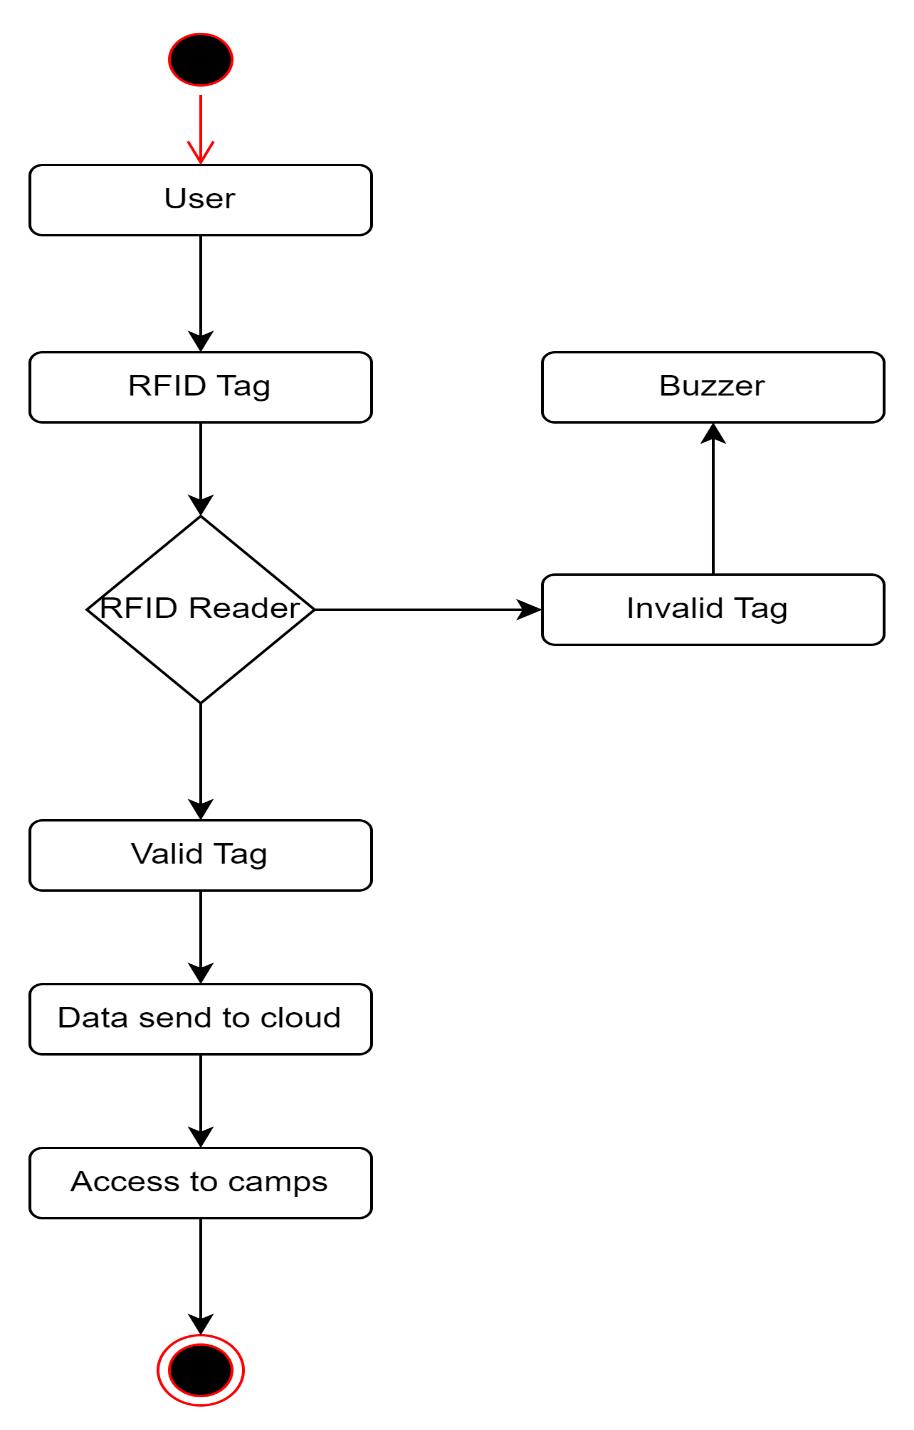 User
RFID Tag
Buzzer
RFID Reader
Invalid Tag
Valid Tag
Data send to cloud
Access to camps